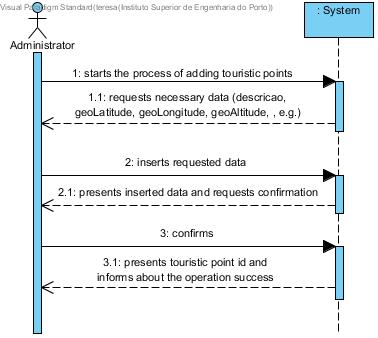 Visual Paradigm Standard(teresa(Instituto Superior de Engenharia do Porto))
: System
Administrator
1: starts the process of adding touristic points
1.1: requests necessary data (descricao,
geoLatitude, geoLongitude, geoAltitude, , e.g.)
2: inserts requested data
2.1: presents inserted data and requests confirmation
3: confirms
3.1: presents touristic point id and
informs about the operation success